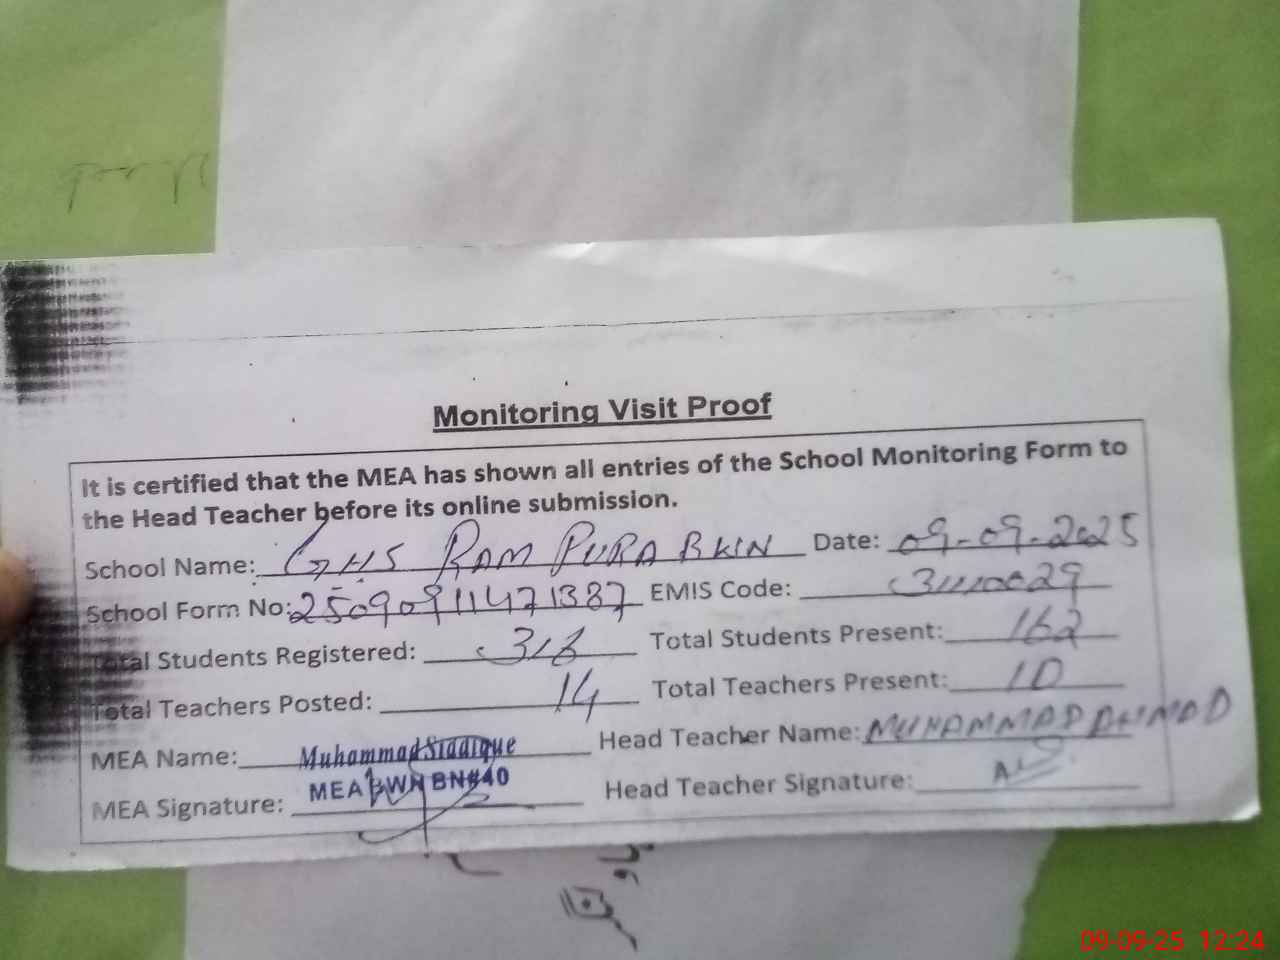 Monitoring Visit Proof
It is certified that the MEA has shown all entries of the School Monitoring Form to
the Head Teacher before its online submission.
School Name: GHS RAM PURA BKIN Date: 09-09-2025
School Form No: 25090911471387 EMIS Code:
Total Students Registered: Total Students Present: 162
Total Teachers Posted: 14 Total Teachers Present: 10
MEA Name: Muhammad Siddique Head Teacher Name: MUHAMMAD AHMAD
MEA Signature: MEA BWN BN#40 Head Teacher Signature:
09-09-25 12:24